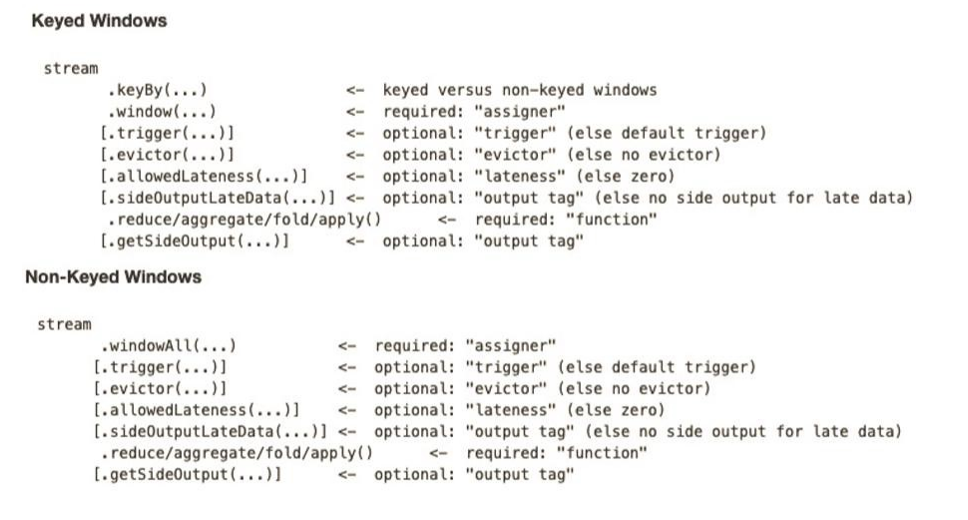 Keyed Windows
stream
.keyBy(...) <- keyed versus non-keyed windows
.window(...) <- required: "assigner"
[.trigger(...)] <- optional: "trigger" (else default trigger)
[.evictor(...)] <- optional: "evictor" (else no evictor)
[.allowedLateness(...)] <- optional: "lateness" (else zero)
[.sideOutputLateData(...)] <- optional: "output tag" (else no side output for late data)
.reduce/aggregate/fold/apply() <- required: "function"
[.getSideOutput(...)] <- optional: "output tag"
Non-Keyed Windows
stream
.windowAll(...) <- required: "assigner"
[.trigger(...)] <- optional: "trigger" (else default trigger)
[.evictor(...)] <- optional: "evictor" (else no evictor)
[.allowedLateness(...)] <- optional: "lateness" (else zero)
[.sideOutputLateData(...)] <- optional: "output tag" (else no side output for late data)
.reduce/aggregate/fold/apply() <- required: "function"
[.getSideOutput(...)] <- optional: "output tag"